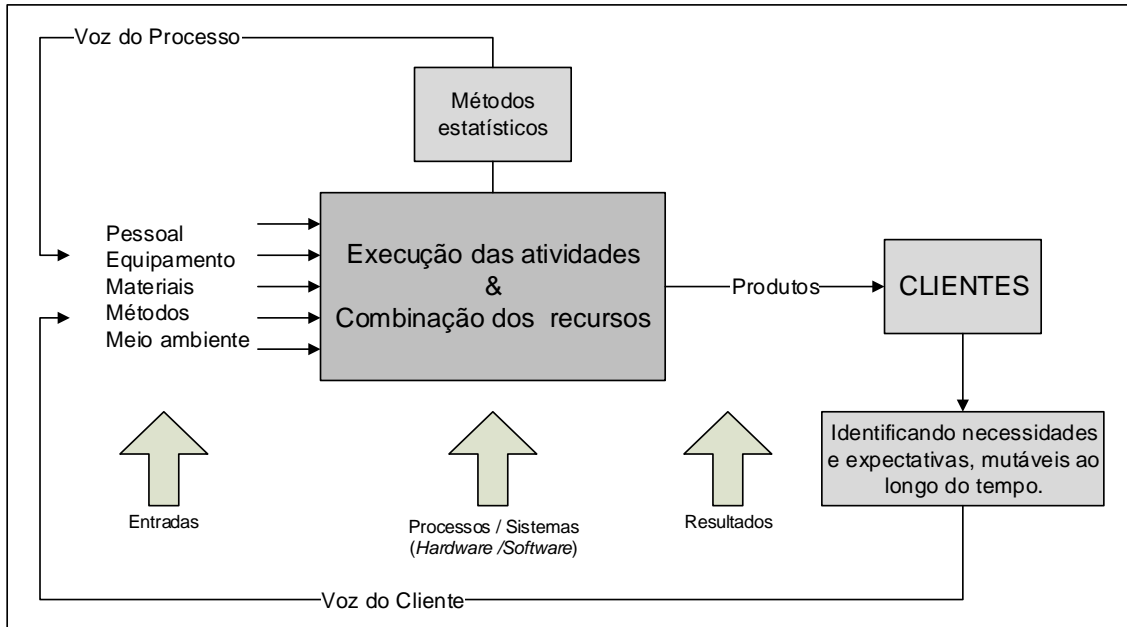 Voz do Processo
Métodos
estatísticos
Pessoal
Equipamento
Materiais
Métodos
Meio ambiente
Execução das atividades
&
Combinação dos recursos
Produtos
CLIENTES
Identificando necessidades
e expectativas, mutáveis ao
longo do tempo.
Entradas
Processos / Sistemas
(Hardware /Software)
Resultados
Voz do Cliente